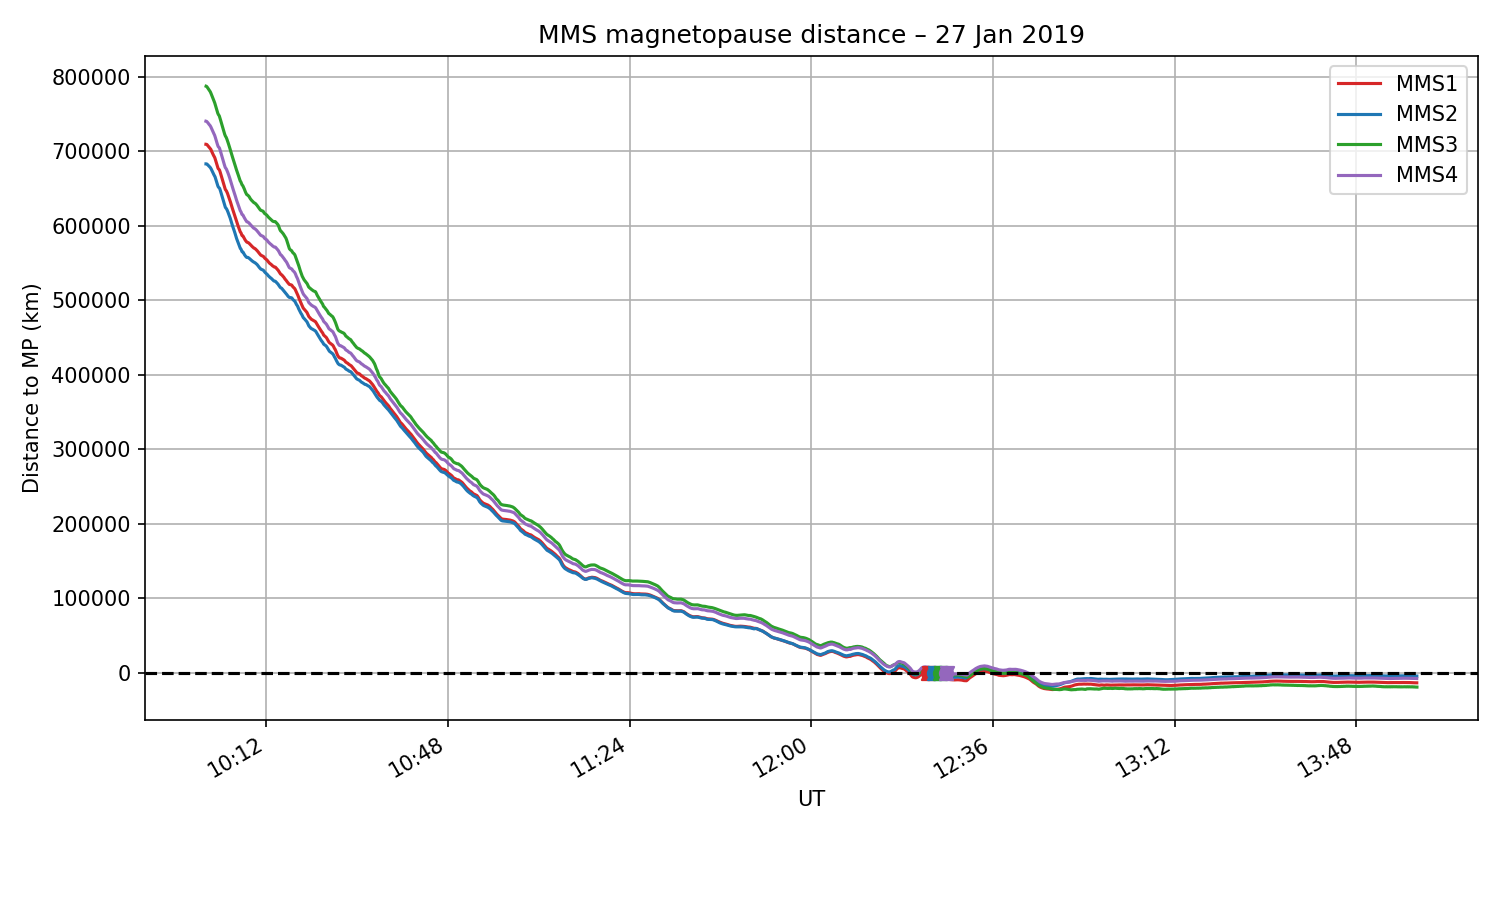 MMS magnetopause distance – 27 Jan 2019
MMS1
MMS2
MMS3
MMS4
Distance to MP (km)
800000
700000
600000
500000
400000
300000
200000
100000
0
10:12
10:48
11:24
12:00
12:36
13:12
13:48
UT